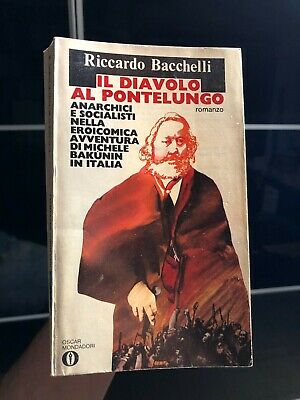 Riccardo Bacchelli
IL DIAVOLO
AL PONTELUNGO
romanzo
ANARCHICI
E SOCIALISTI
NELLA
EROICOMICA
AVVENTURA
DI MICHELE
BAKUNIN
IN ITALIA
OSCAR
MONDADORI